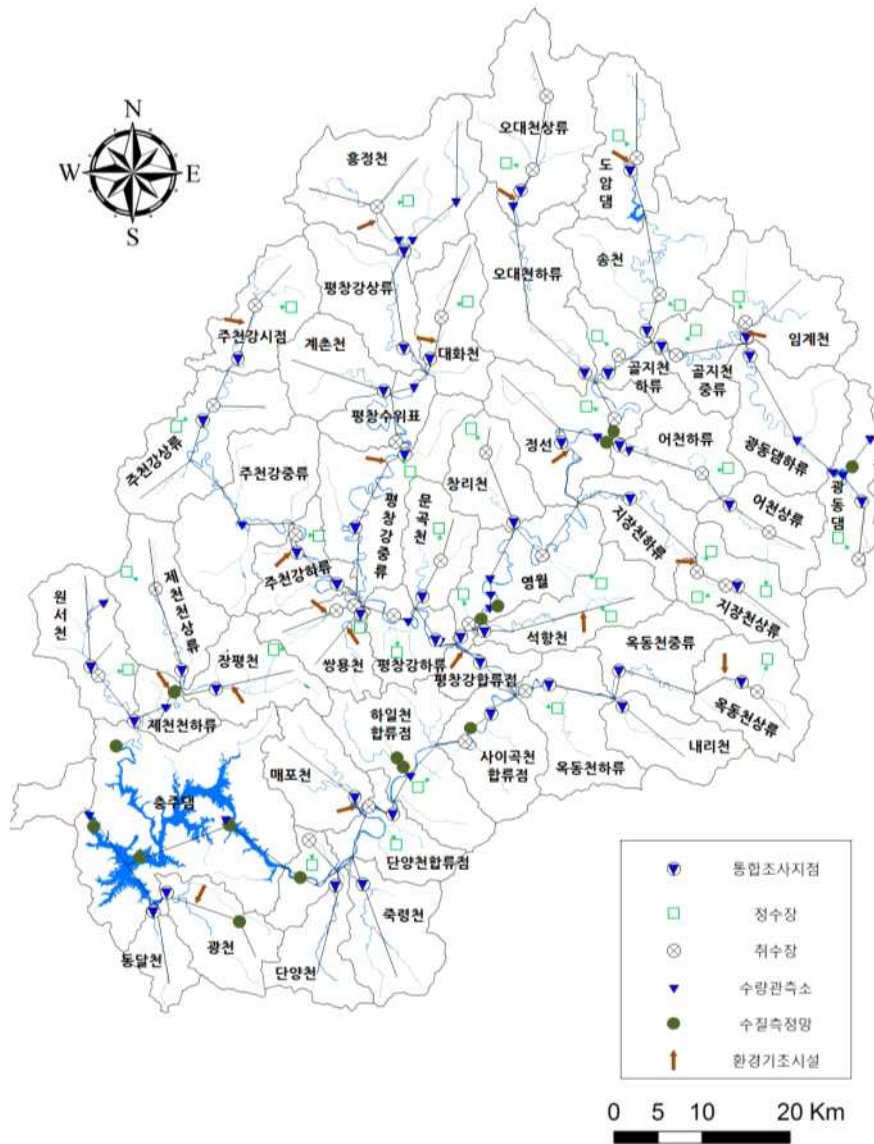 N
W
E
S
오대천상류
흥정천
도암댐
송천
오대천하류
평창강상류
임계천
주천강시점
계촌천
대화천
골지천
하류
골지천
중류
평창수위표
정선
어천하류
광동댐하류
주천강상류
주천강중류
창리천
평창강중류
문곡천
광동댐
어천상류
지장천하류
주천강하류
영월
제천천상류
원서천
지장천상류
석항천
옥동천중류
장평천
쌍용천
평창강하류
평창강합류점
옥동천상류
제천천하류
하일천
합류점
사이곡천
합류점
내리천
옥동천하류
매포천
충주댐
단양천합류점
죽령천
동달천
광천
단양천
통합조사지점
정수장
취수장
수량관측소
수질측정망
환경기초시설
0 5 10 20 Km